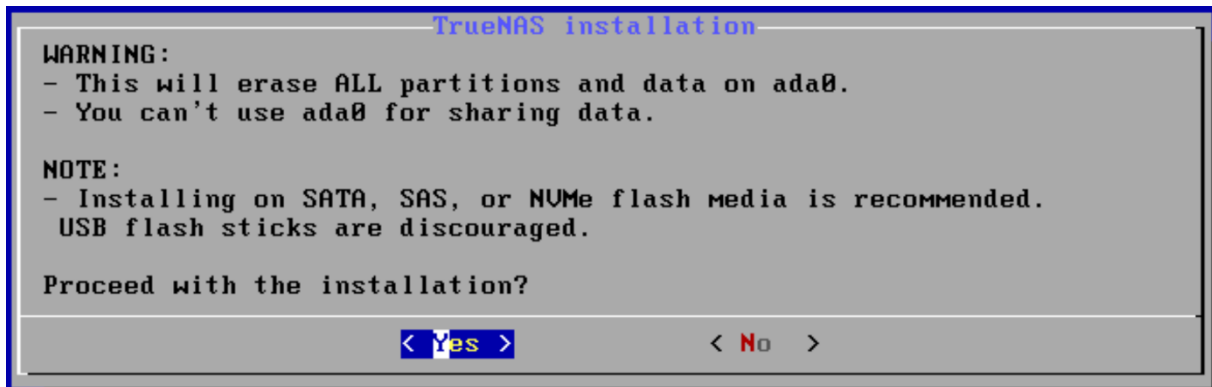 TrueNAS installation
WARNING:
- This will erase ALL partitions and data on ada0.
- You can't use ada0 for sharing data.
NOTE:
- Installing on SATA, SAS, or NVMe flash media is recommended.
USB flash sticks are discouraged.
Proceed with the installation?
< Yes > < No >